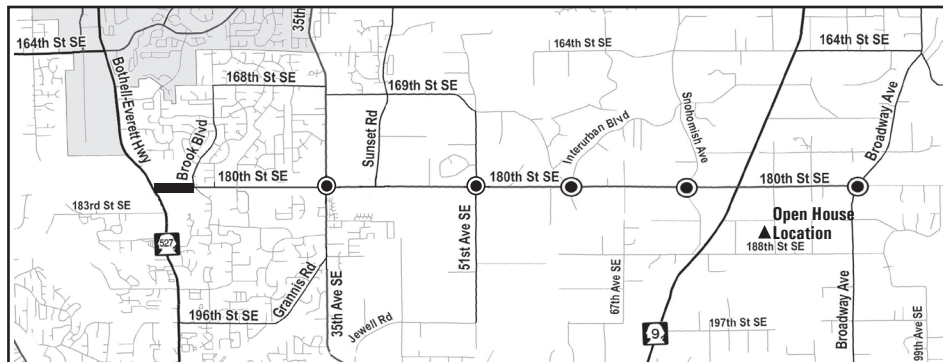 164th St SE
Bothell-Everett Hwy
35th
164th St SE
164th St SE
168th St SE
169th St SE
Brook Blvd
Sunset Rd
Interurban Blvd
Snohomish Ave
Broadway Ave
180th St SE
180th St SE
180th St SE
183rd St SE
Open House
Location
188th St SE
527
Grannis Rd
35th Ave SE
51st Ave SE
67th Ave SE
Broadway Ave
99th Ave SE
196th St SE
Jewell Rd
9
197th St SE